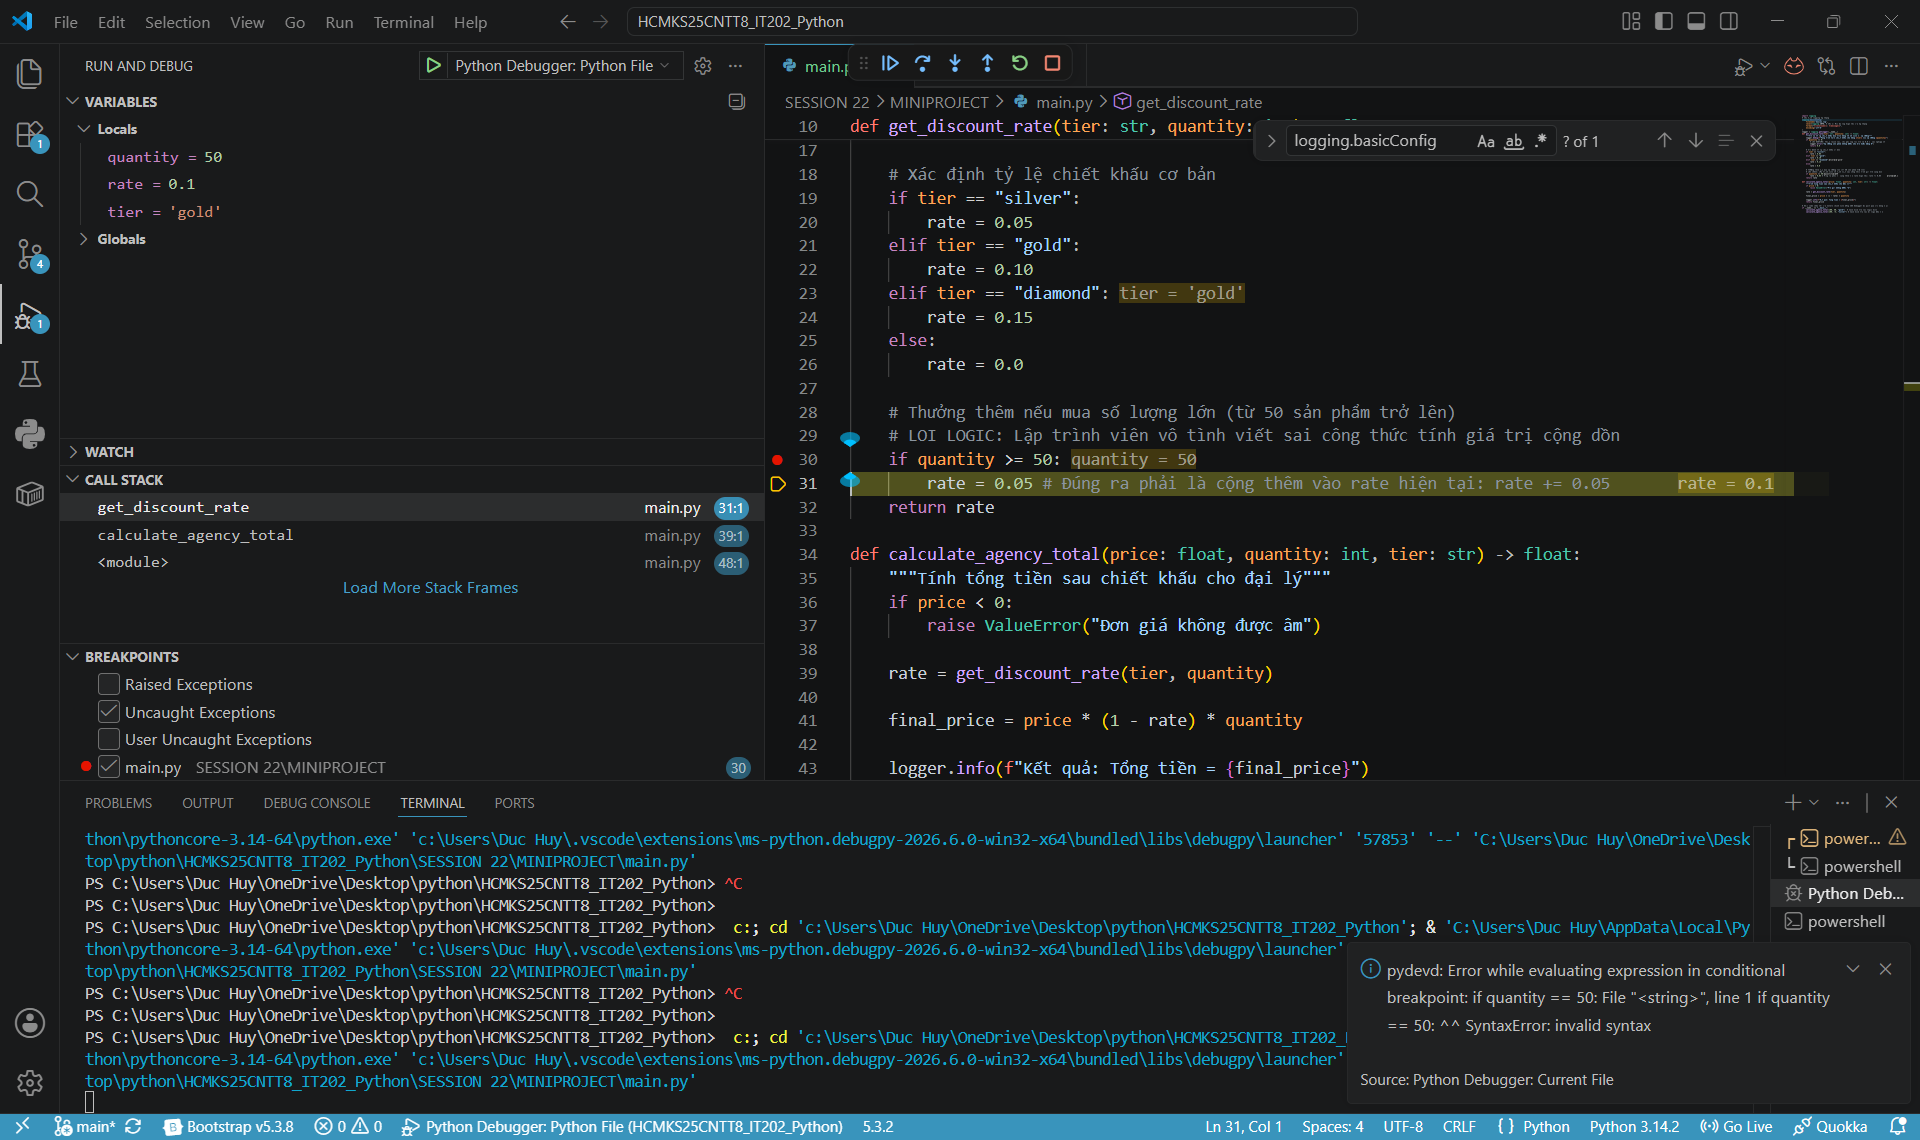 File Edit Selection View Go Run Terminal Help
HCMKS25CNTT8_IT202_Python
RUN AND DEBUG
Python Debugger: Python File
VARIABLES
Locals
quantity = 50
rate = 0.1
tier = 'gold'
Globals
WATCH
CALL STACK
get_discount_rate main.py 31:1
calculate_agency_total main.py 39:1
<module> main.py 48:1
Load More Stack Frames
BREAKPOINTS
Raised Exceptions
Uncaught Exceptions
User Uncaught Exceptions
main.py SESSION 22\MINIPROJECT 30
1
4
1
main.p
SESSION 22 > MINIPROJECT > main.py > get_discount_rate
logging.basicConfig Aa ab .* ? of 1
10 def get_discount_rate(tier: str, quantity:
17
18 # Xác định tỷ lệ chiết khấu cơ bản
19 if tier == "silver":
20 rate = 0.05
21 elif tier == "gold":
22 rate = 0.10
23 elif tier == "diamond": tier = 'gold'
24 rate = 0.15
25 else:
26 rate = 0.0
27
28 # Thưởng thêm nếu mua số lượng lớn (từ 50 sản phẩm trở lên)
29 # LOI LOGIC: Lập trình viên vô tình viết sai công thức tính giá trị cộng dồn
30 if quantity >= 50: quantity = 50
31 rate = 0.05 # Đúng ra phải là cộng thêm vào rate hiện tại: rate += 0.05 rate = 0.1
32 return rate
33
34 def calculate_agency_total(price: float, quantity: int, tier: str) -> float:
35 """Tính tổng tiền sau chiết khấu cho đại lý"""
36 if price < 0:
37 raise ValueError("Đơn giá không được âm")
38
39 rate = get_discount_rate(tier, quantity)
40
41 final_price = price * (1 - rate) * quantity
42
43 logger.info(f"Kết quả: Tổng tiền = {final_price}")
PROBLEMS OUTPUT DEBUG CONSOLE TERMINAL PORTS
thon\pythoncore-3.14-64\python.exe' 'c:\Users\Duc Huy\.vscode\extensions\ms-python.debugpy-2026.6.0-win32-x64\bundled\libs\debugpy\launcher' '57853' '--' 'C:\Users\Duc Huy\OneDrive\Desk
top\python\HCMKS25CNTT8_IT202_Python\SESSION 22\MINIPROJECT\main.py'
PS C:\Users\Duc Huy\OneDrive\Desktop\python\HCMKS25CNTT8_IT202_Python> ^C
PS C:\Users\Duc Huy\OneDrive\Desktop\python\HCMKS25CNTT8_IT202_Python>
PS C:\Users\Duc Huy\OneDrive\Desktop\python\HCMKS25CNTT8_IT202_Python> c:; cd 'c:\Users\Duc Huy\OneDrive\Desktop\python\HCMKS25CNTT8_IT202_Python'; & 'C:\Users\Duc Huy\AppData\Local\Py
thon\pythoncore-3.14-64\python.exe' 'c:\Users\Duc Huy\.vscode\extensions\ms-python.debugpy-2026.6.0-win32-x64\bundled\libs\debugpy\launcher'
top\python\HCMKS25CNTT8_IT202_Python\SESSION 22\MINIPROJECT\main.py'
PS C:\Users\Duc Huy\OneDrive\Desktop\python\HCMKS25CNTT8_IT202_Python> ^C
PS C:\Users\Duc Huy\OneDrive\Desktop\python\HCMKS25CNTT8_IT202_Python>
PS C:\Users\Duc Huy\OneDrive\Desktop\python\HCMKS25CNTT8_IT202_Python> c:; cd 'c:\Users\Duc Huy\OneDrive\Desktop\python\HCMKS25CNTT8_IT202_
thon\pythoncore-3.14-64\python.exe' 'c:\Users\Duc Huy\.vscode\extensions\ms-python.debugpy-2026.6.0-win32-x64\bundled\libs\debugpy\launcher'
top\python\HCMKS25CNTT8_IT202_Python\SESSION 22\MINIPROJECT\main.py'
power...
powershell
Python Deb...
powershell
pydevd: Error while evaluating expression in conditional
breakpoint: if quantity == 50: File "<string>", line 1 if quantity
== 50: ^^ SyntaxError: invalid syntax
Source: Python Debugger: Current File
main* Bootstrap v5.3.8 0 0 Python Debugger: Python File (HCMKS25CNTT8_IT202_Python) 5.3.2 Ln 31, Col 1 Spaces: 4 UTF-8 CRLF { } Python Python 3.14.2 Go Live Quokka